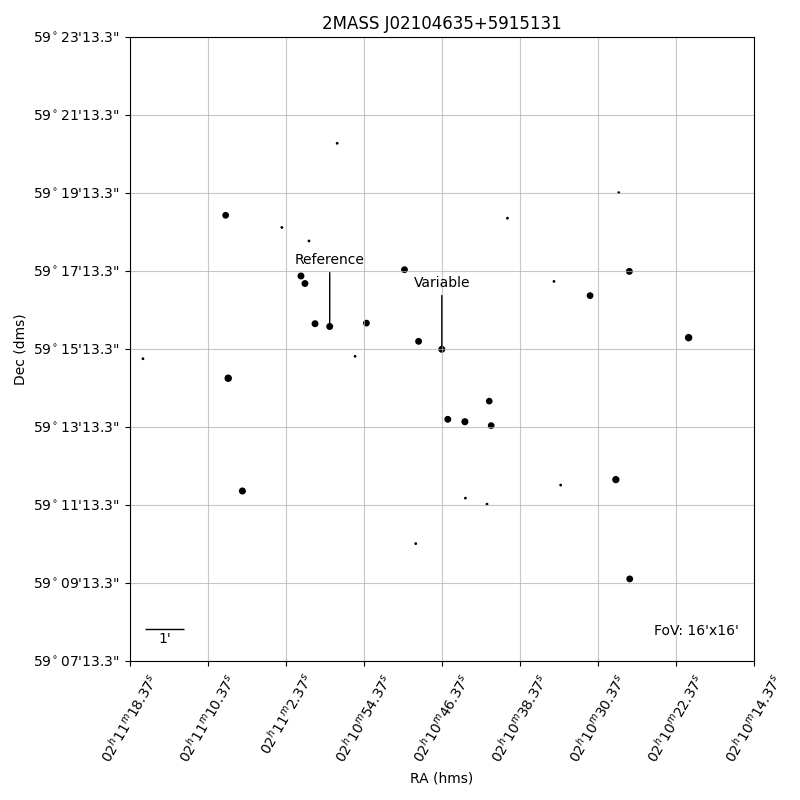 2MASS J02104635+5915131
59°23'13.3"
59°21'13.3"
59°19'13.3"
59°17'13.3"
59°15'13.3"
59°13'13.3"
59°11'13.3"
59°09'13.3"
59°07'13.3"
Dec (dms)
Reference
Variable
1'
FoV: 16'x16'
02ʰ11ᵐ18.37ˢ
02ʰ11ᵐ10.37ˢ
02ʰ11ᵐ2.37ˢ
02ʰ10ᵐ54.37ˢ
02ʰ10ᵐ46.37ˢ
02ʰ10ᵐ38.37ˢ
02ʰ10ᵐ30.37ˢ
02ʰ10ᵐ22.37ˢ
02ʰ10ᵐ14.37ˢ
RA (hms)